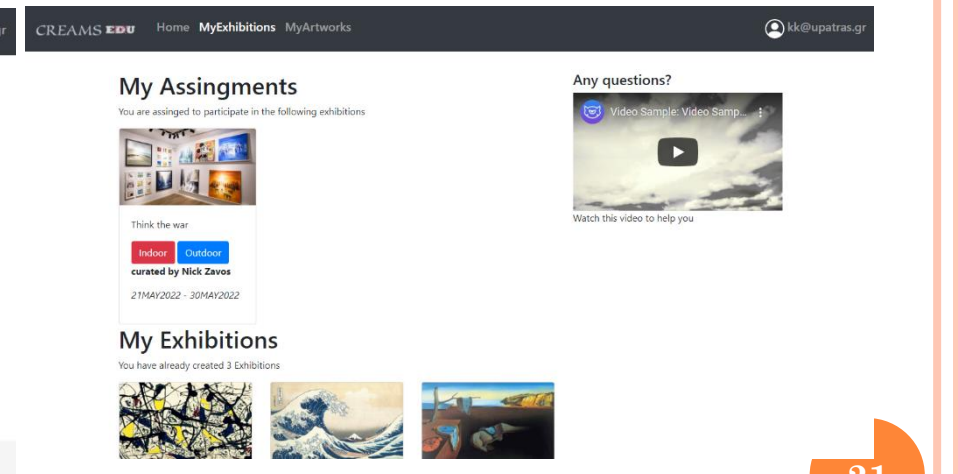 gr
CREAMS EDU Home MyExhibitions MyArtworks kk@upatras.gr
My Assingments
You are assinged to participate in the following exhibitions
Think the war
Indoor Outdoor
curated by Nick Zavos
21MAY2022 - 30MAY2022
My Exhibitions
You have already created 3 Exhibitions
Any questions?
Video Sample: Video Samp...
Watch this video to help you
21